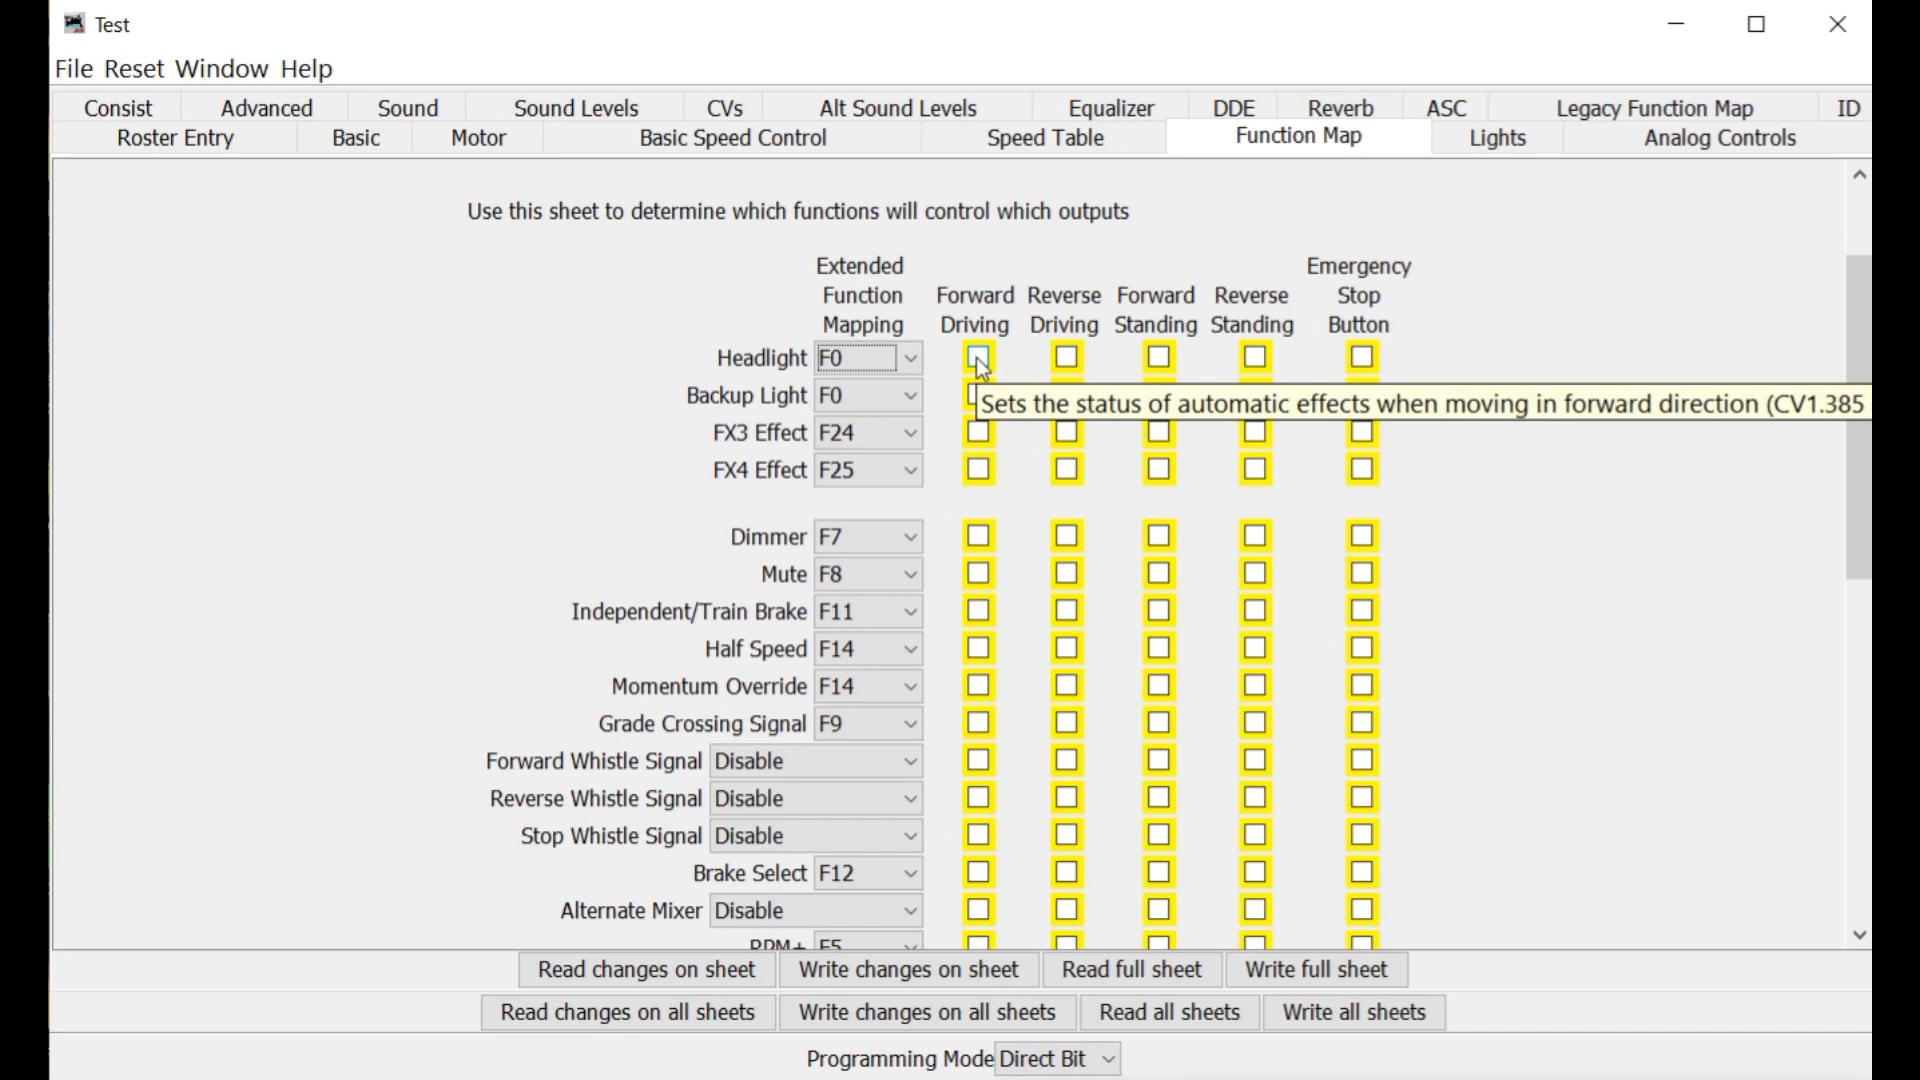 Test
File Reset Window Help
Consist Advanced Sound Sound Levels CVs Alt Sound Levels Equalizer DDE Reverb ASC Legacy Function Map ID
Roster Entry Basic Motor Basic Speed Control Speed Table Function Map Lights Analog Controls
Use this sheet to determine which functions will control which outputs
Extended Emergency
Function Forward Reverse Forward Reverse Stop
Mapping Driving Driving Standing Standing Button
Headlight F0
Backup Light F0
Sets the status of automatic effects when moving in forward direction (CV1.385
FX3 Effect F24
FX4 Effect F25
Dimmer F7
Mute F8
Independent/Train Brake F11
Half Speed F14
Momentum Override F14
Grade Crossing Signal F9
Forward Whistle Signal Disable
Reverse Whistle Signal Disable
Stop Whistle Signal Disable
Brake Select F12
Alternate Mixer Disable
RPM+ F5
Read changes on sheet Write changes on sheet Read full sheet Write full sheet
Read changes on all sheets Write changes on all sheets Read all sheets Write all sheets
Programming Mode Direct Bit